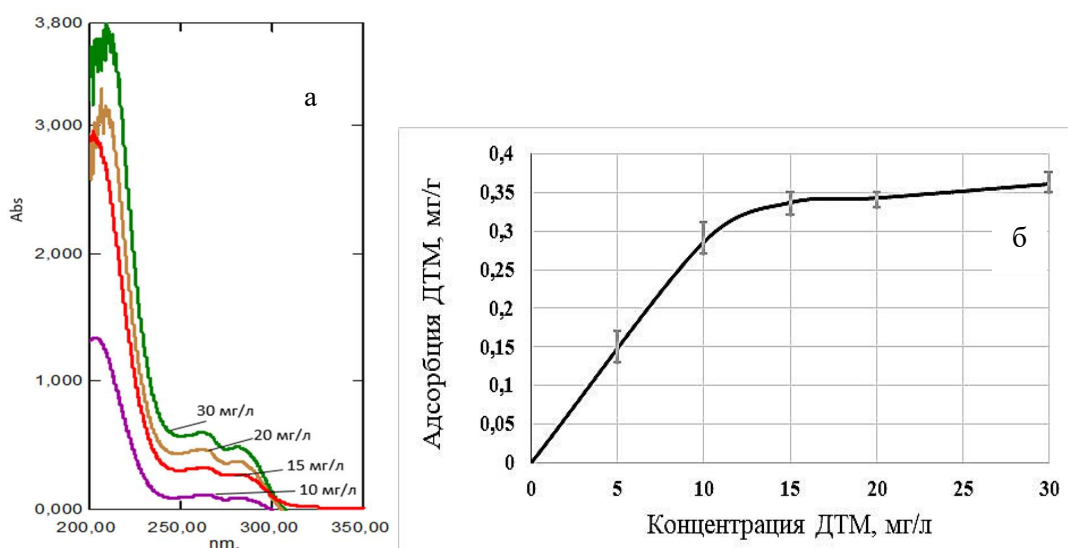 3,800
3,000
2,000
1,000
0,000
Abs
а
30 мг/л
20 мг/л
15 мг/л
10 мг/л
200,00 250,00 300,00 350,00
nm.
Адсорбция ДТМ, мг/г
0,4
0,35
0,3
0,25
0,2
0,15
0,1
0,05
0
б
0 5 10 15 20 25 30
Концентрация ДТМ, мг/л